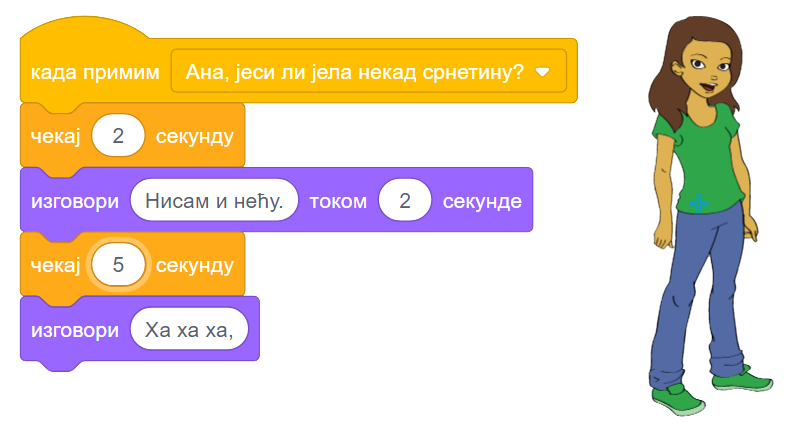 када примим Ана, јеси ли јела некад срнетину?
чекај 2 секунду
изговори Нисам и нећу. током 2 секунде
чекај 5 секунду
изговори Ха ха ха,